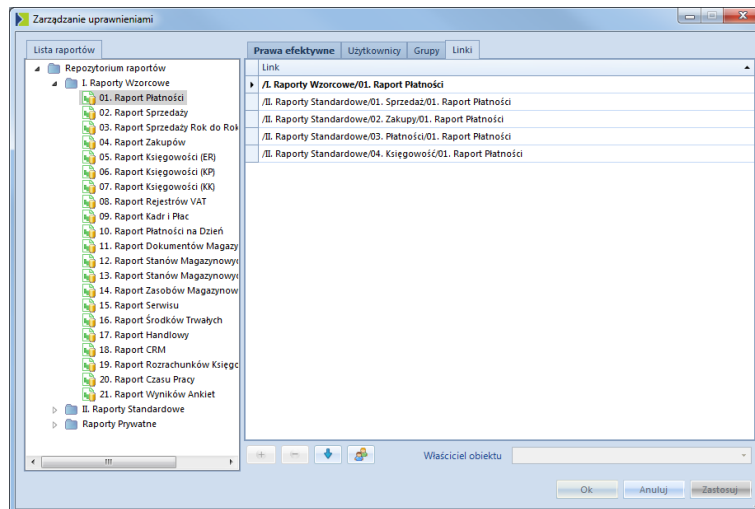 Zarządzanie uprawnieniami
Lista raportów
Repozytorium raportów
I. Raporty Wzorcowe
01. Raport Płatności
02. Raport Sprzedaży
03. Raport Sprzedaży Rok do Rok
04. Raport Zakupów
05. Raport Księgowości (ER)
06. Raport Księgowości (KP)
07. Raport Księgowości (KK)
08. Raport Rejestrów VAT
09. Raport Kadr i Płac
10. Raport Płatności na Dzień
11. Raport Dokumentów Magazy
12. Raport Stanów Magazynowyc
13. Raport Stanów Magazynowyc
14. Raport Zasobów Magazynow
15. Raport Serwisu
16. Raport Środków Trwałych
17. Raport Handlowy
18. Raport CRM
19. Raport Rozrachunków Księgo
20. Raport Czasu Pracy
21. Raport Wyników Ankiet
II. Raporty Standardowe
Raporty Prywatne
Prawa efektywne Użytkownicy Grupy Linki
Link
/I. Raporty Wzorcowe/01. Raport Płatności
/II. Raporty Standardowe/01. Sprzedaż/01. Raport Płatności
/II. Raporty Standardowe/02. Zakupy/01. Raport Płatności
/II. Raporty Standardowe/03. Płatności/01. Raport Płatności
/II. Raporty Standardowe/04. Księgowość/01. Raport Płatności
Właściciel obiektu
Ok Anuluj Zastosuj